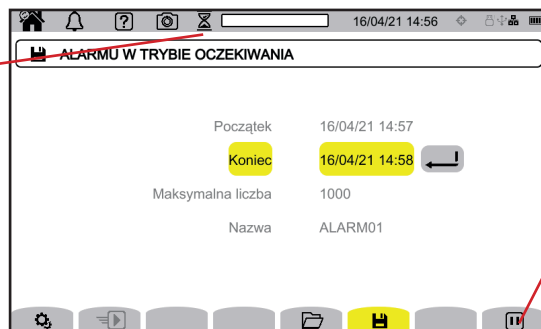 16/04/21 14:56
ALARMU W TRYBIE OCZEKIWANIA
Początek 16/04/21 14:57
Koniec 16/04/21 14:58
Maksymalna liczba 1000
Nazwa ALARM01